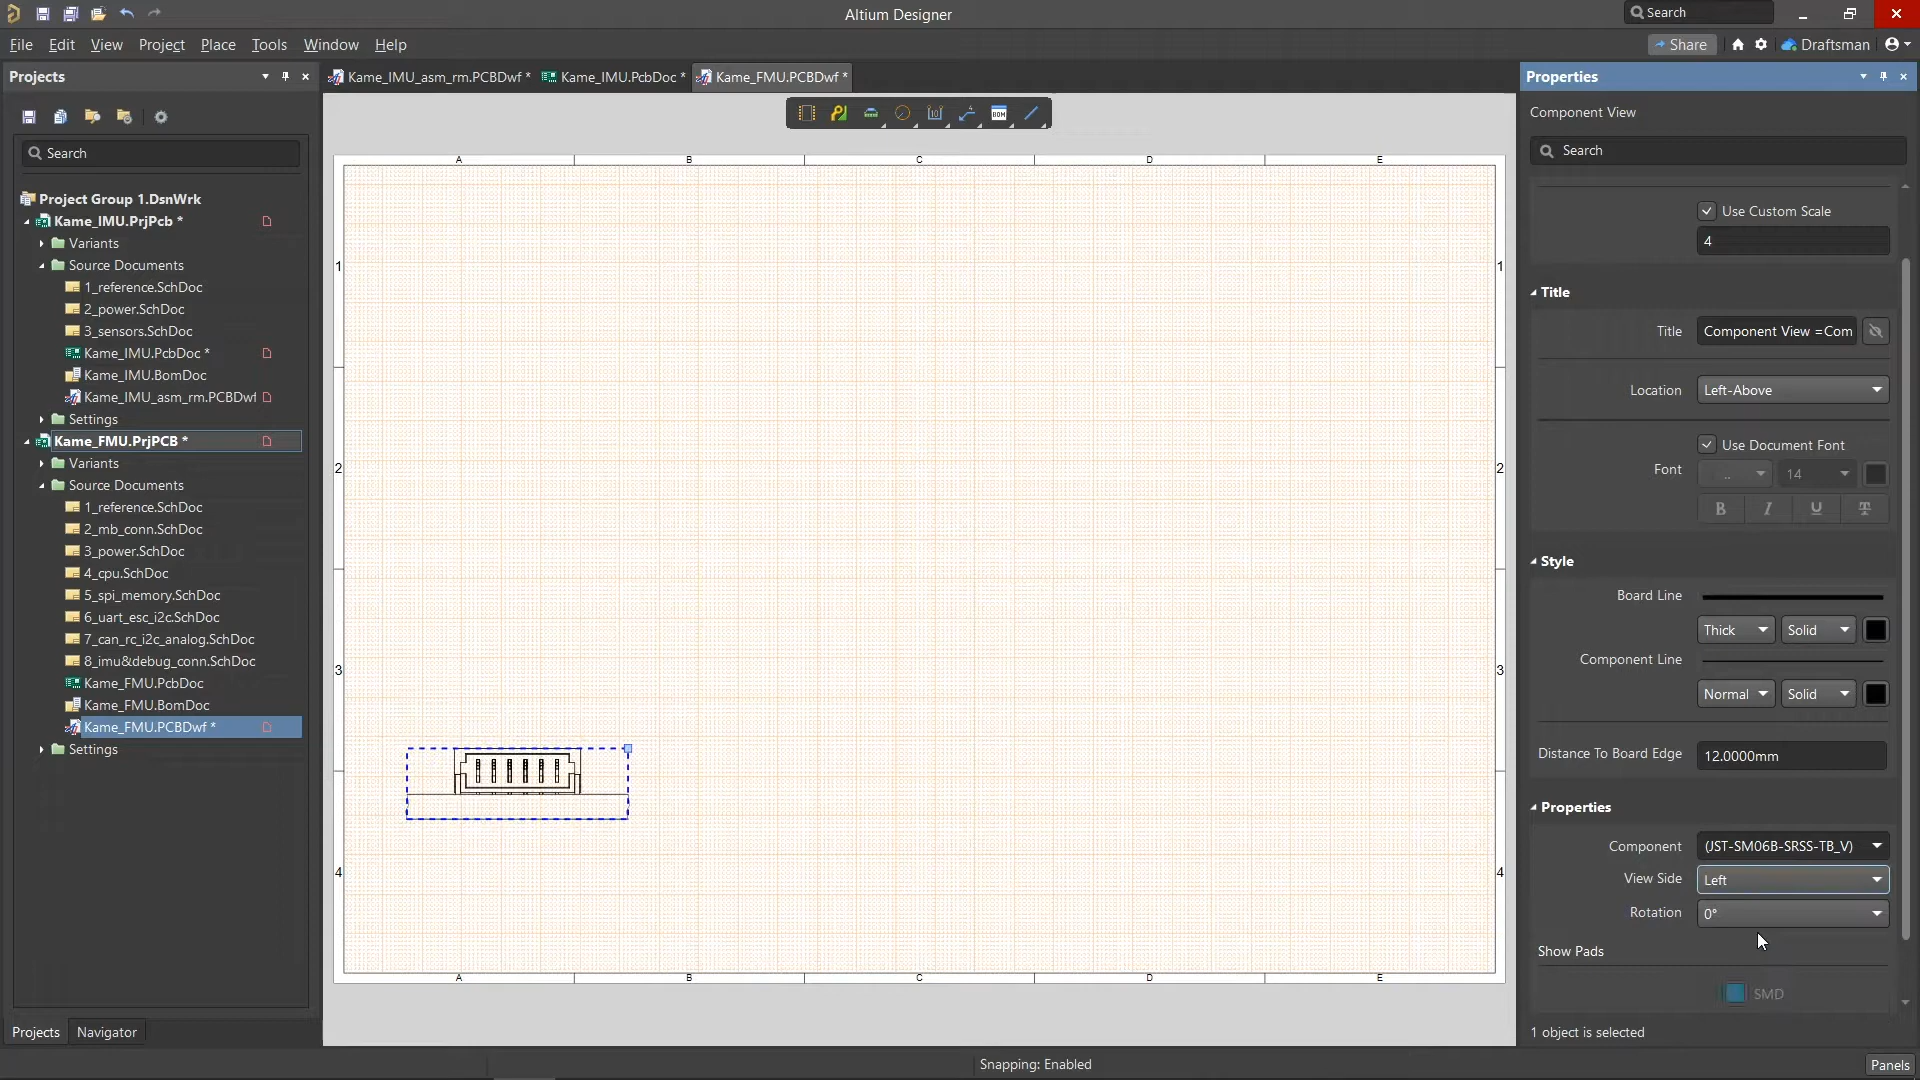 Altium Designer
Search
File Edit View Project Place Tools Window Help
Share
Draftsman
Projects
Kame_IMU_asm_rm.PCBDwf *
Kame_IMU.PcbDoc *
Kame_FMU.PCBDwf *
Properties
Component View
Search
Search
Project Group 1.DsnWrk
Kame_IMU.PrjPcb *
Variants
Source Documents
1_reference.SchDoc
2_power.SchDoc
3_sensors.SchDoc
Kame_IMU.PcbDoc *
Kame_IMU.BomDoc
Kame_IMU_asm_rm.PCBDwf
Settings
Kame_FMU.PrjPCB *
Variants
Source Documents
1_reference.SchDoc
2_mb_conn.SchDoc
3_power.SchDoc
4_cpu.SchDoc
5_spi_memory.SchDoc
6_uart_esc_i2c.SchDoc
7_can_rc_i2c_analog.SchDoc
8_imu&debug_conn.SchDoc
Kame_FMU.PcbDoc
Kame_FMU.BomDoc
Kame_FMU.PCBDwf *
Settings
Projects
Navigator
10
BOM
A B C D E
1 1
2 2
3 3
4 4
A B C D E
Use Custom Scale
4
Title
Title Component View =Com
Location Left-Above
Use Document Font
Font .. 14
B I U T
Style
Board Line
Thick Solid
Component Line
Normal Solid
Distance To Board Edge 12.0000mm
Properties
Component (JST-SM06B-SRSS-TB_V)
View Side Left
Rotation 0°
Show Pads
SMD
1 object is selected
Snapping: Enabled
Panels